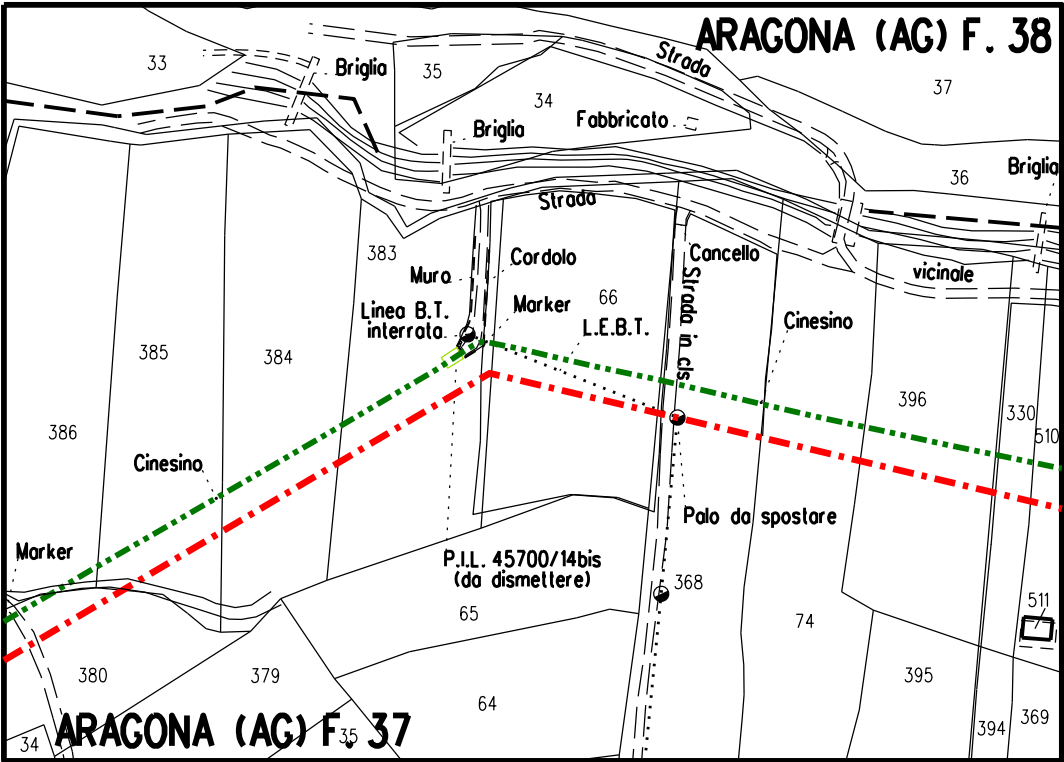 ARAGONA (AG) F. 38
33
Briglia
35
Strada
37
34
Fabbricato
Briglia
36
Briglia
Strada
383
Cordolo
Cancello
vicinale
Muro
Linea B.T.
interrata
Marker
66
L.E.B.T.
Strada in cls
Cinesino
385
384
396
330
510
386
Cinesino
Palo da spostare
Marker
P.I.L. 45700/14bis
(da dismettere)
368
65
74
511
380
379
64
395
34
ARAGONA (AG) F. 37
35
394
369